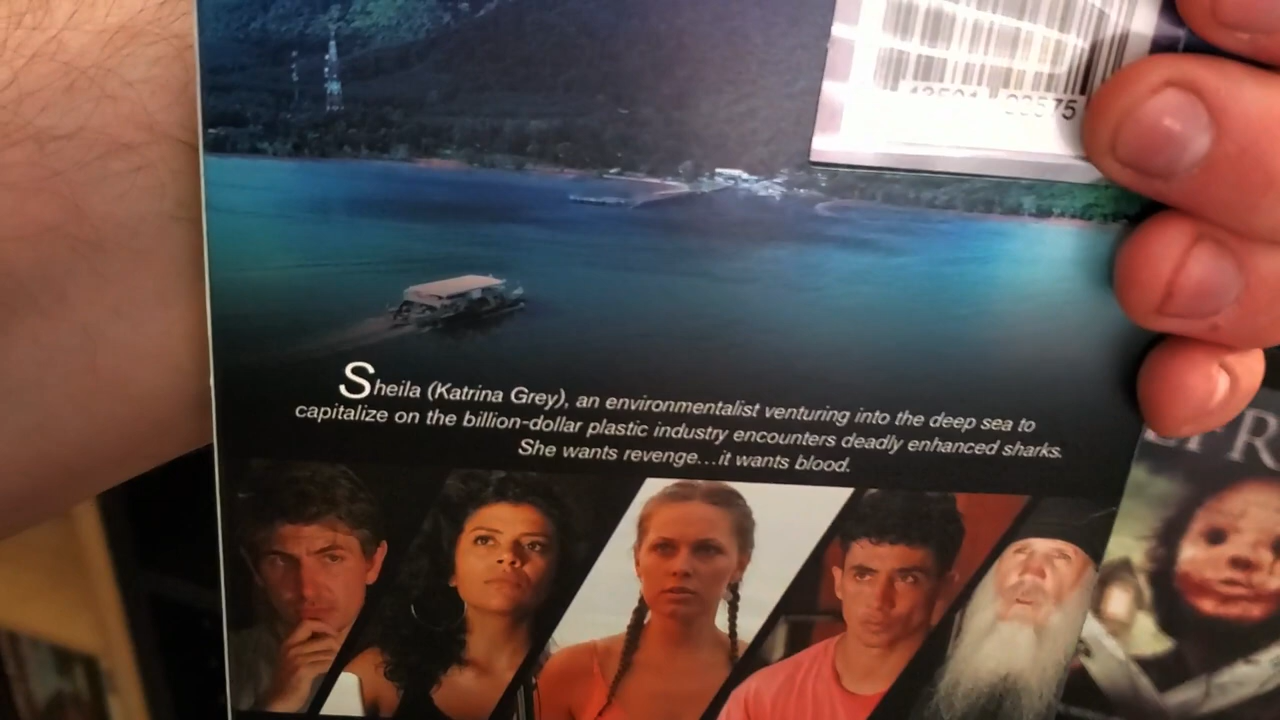 Sheila (Katrina Grey), an environmentalist venturing into the deep sea to
capitalize on the billion-dollar plastic industry encounters deadly enhanced sharks.
She wants revenge...it wants blood.